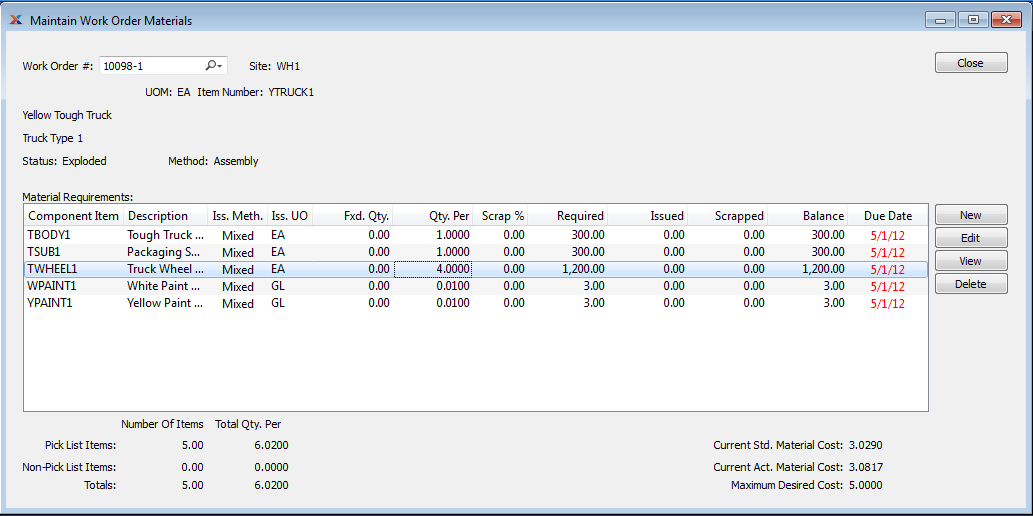 Maintain Work Order Materials
Work Order #: 10098-1 Site: WH1 Close
UOM: EA Item Number: YTRUCK1
Yellow Tough Truck
Truck Type 1
Status: Exploded Method: Assembly
Material Requirements:
Component Item Description Iss. Meth. Iss. UO Fxd. Qty. Qty. Per Scrap % Required Issued Scrapped Balance Due Date New
TBODY1 Tough Truck ... Mixed EA 0.00 1.0000 0.00 300.00 0.00 0.00 300.00 5/1/12 Edit
TSUB1 Packaging S... Mixed EA 0.00 1.0000 0.00 300.00 0.00 0.00 300.00 5/1/12 View
TWHEEL1 Truck Wheel ... Mixed EA 0.00 4.0000 0.00 1,200.00 0.00 0.00 1,200.00 5/1/12
WPAINT1 White Paint ... Mixed GL 0.00 0.0100 0.00 3.00 0.00 0.00 3.00 5/1/12 Delete
YPAINT1 Yellow Paint ... Mixed GL 0.00 0.0100 0.00 3.00 0.00 0.00 3.00 5/1/12
Number Of Items Total Qty. Per
Pick List Items: 5.00 6.0200 Current Std. Material Cost: 3.0290
Non-Pick List Items: 0.00 0.0000 Current Act. Material Cost: 3.0817
Totals: 5.00 6.0200 Maximum Desired Cost: 5.0000